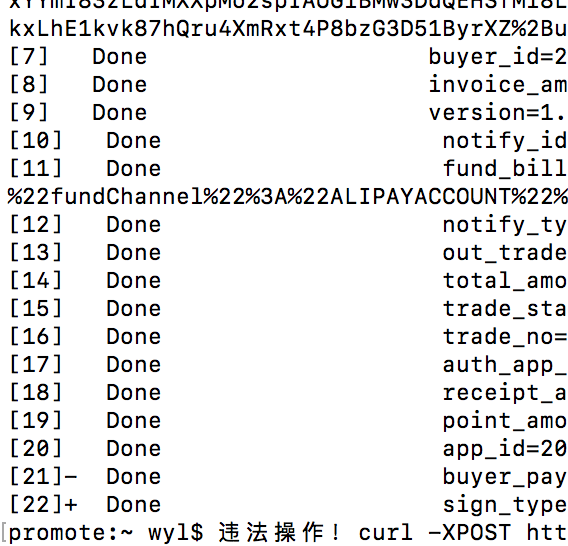 kxLhE1kvk87hQru4XmRxt4P8bzG3D51ByrXZ%2Bu
[7] Done buyer_id=2
[8] Done invoice_am
[9] Done version=1.
[10] Done notify_id
[11] Done fund_bill
%22fundChannel%22%3A%22ALIPAYACCOUNT%22%
[12] Done notify_ty
[13] Done out_trade
[14] Done total_amo
[15] Done trade_sta
[16] Done trade_no=
[17] Done auth_app_
[18] Done receipt_a
[19] Done point_amo
[20] Done app_id=20
[21]- Done buyer_pay
[22]+ Done sign_type
[promote:~ wyl$ 违法操作! curl -XPOST htt